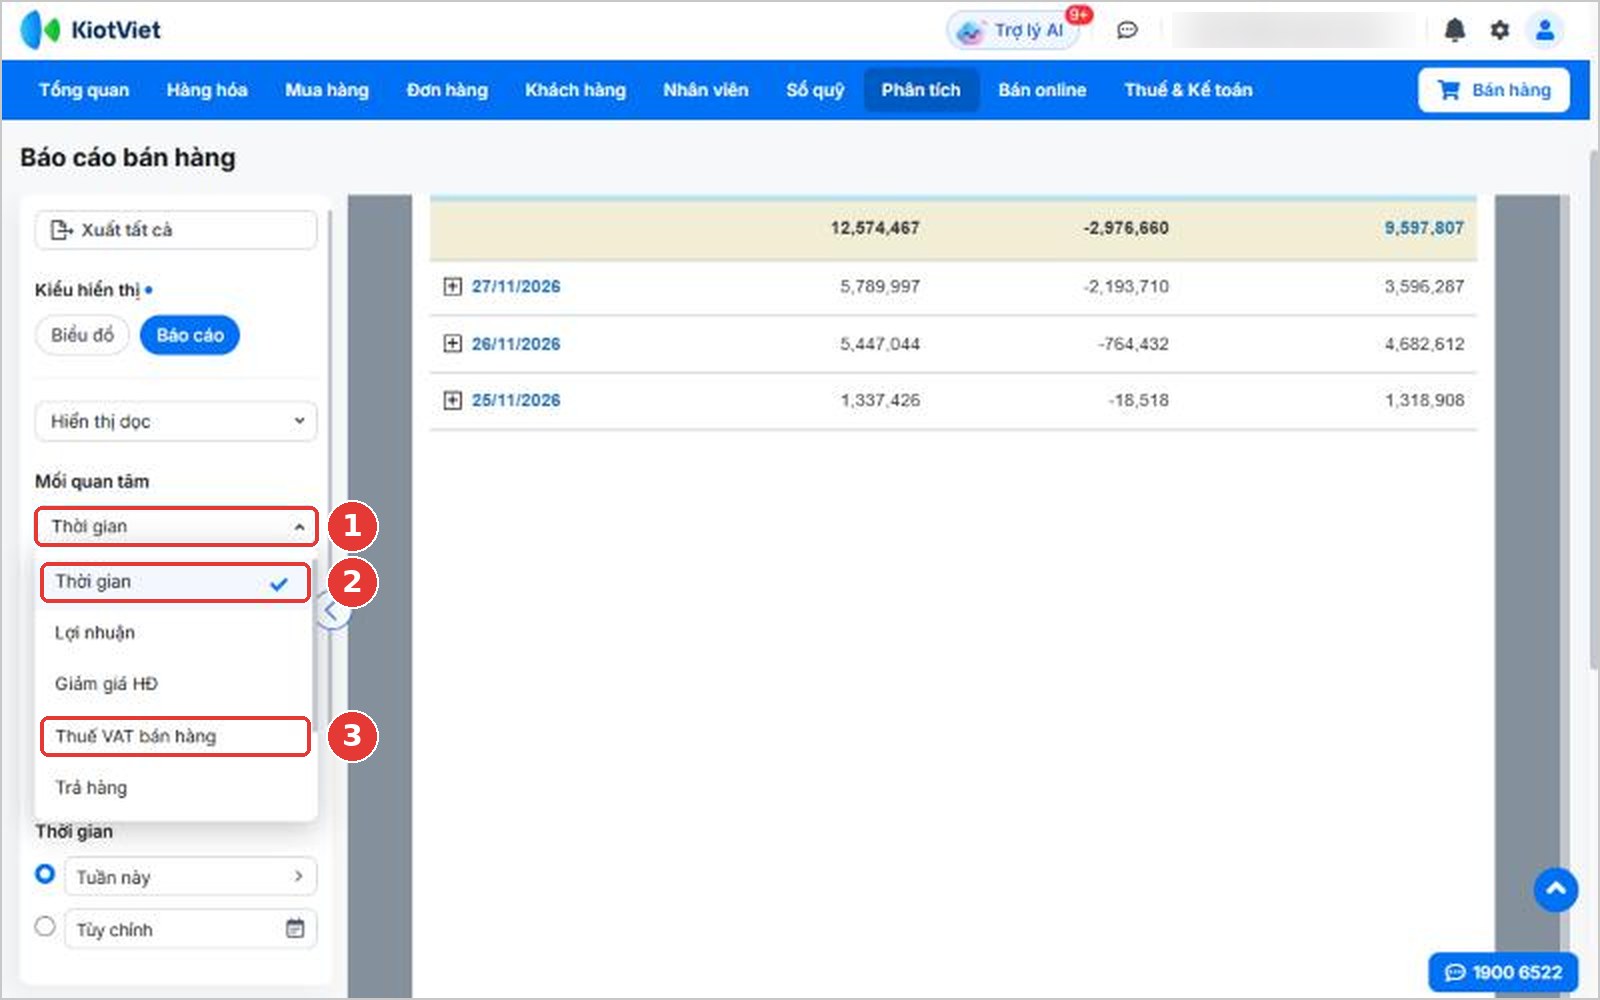 KiotViet
Trợ lý AI
9+
Tổng quan
Hàng hóa
Mua hàng
Đơn hàng
Khách hàng
Nhân viên
Sổ quỹ
Phân tích
Bán online
Thuế & Kế toán
Bán hàng
Báo cáo bán hàng
Xuất tất cả
Kiểu hiển thị
Biểu đồ
Báo cáo
Hiển thị dọc
Mối quan tâm
Thời gian
1
Thời gian
2
Lợi nhuận
Giảm giá HĐ
Thuế VAT bán hàng
3
Trả hàng
Thời gian
Tuần này
Tùy chỉnh
12,574,467 -2,976,660 9,597,807
27/11/2026 5,789,997 -2,193,710 3,596,287
26/11/2026 5,447,044 -764,432 4,682,612
25/11/2026 1,337,426 -18,518 1,318,908
1900 6522